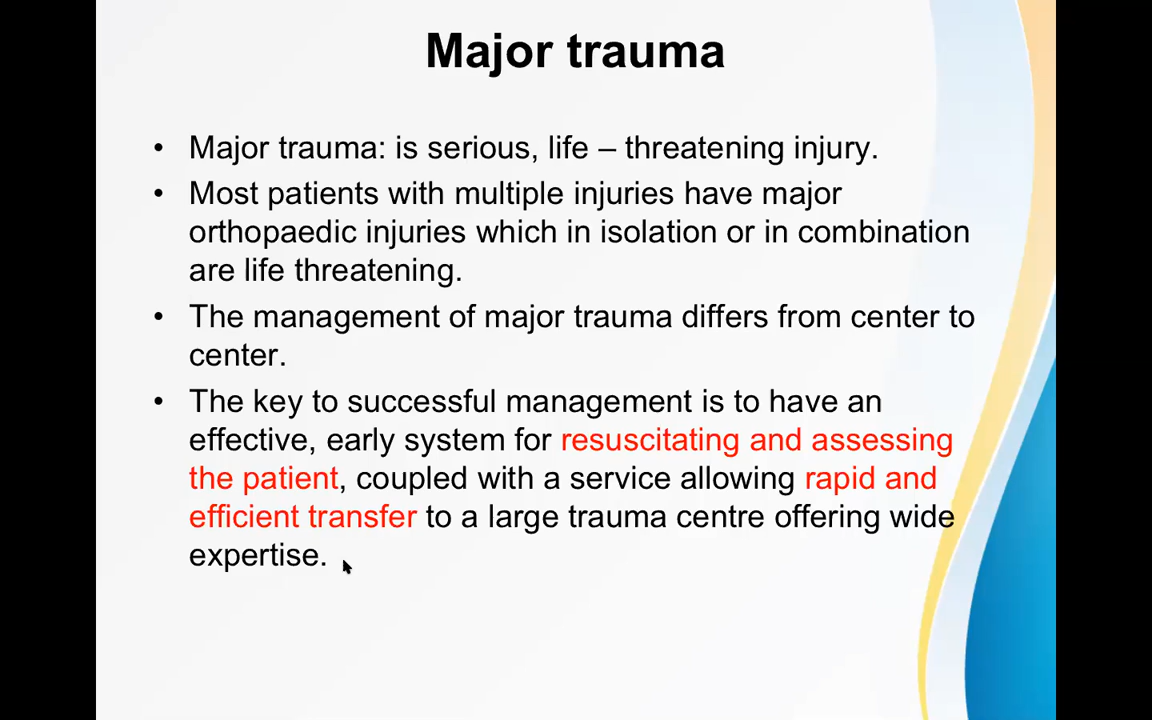 Major trauma
• Major trauma: is serious, life – threatening injury.
• Most patients with multiple injuries have major
orthopaedic injuries which in isolation or in combination
are life threatening.
• The management of major trauma differs from center to
center.
• The key to successful management is to have an
effective, early system for resuscitating and assessing
the patient, coupled with a service allowing rapid and
efficient transfer to a large trauma centre offering wide
expertise.